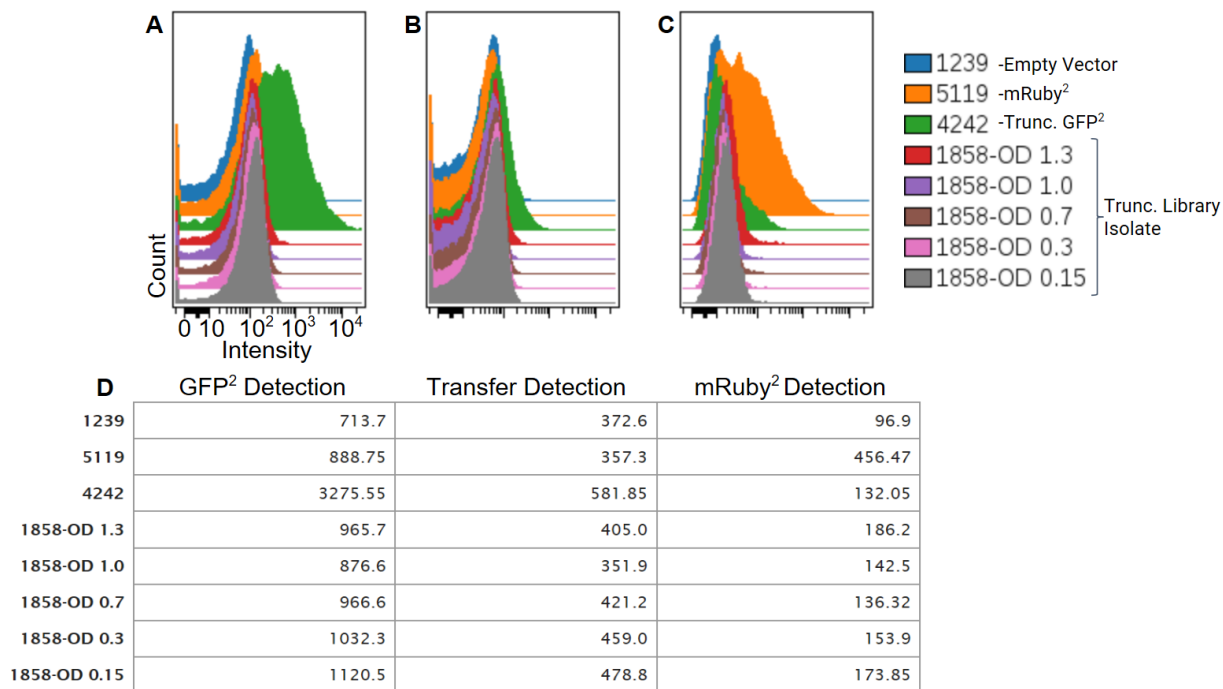 A
B
C
Count
0 10 10² 10³ 10⁴
Intensity
1239 -Empty Vector
5119 -mRuby²
4242 -Trunc. GFP²
1858-OD 1.3
1858-OD 1.0
1858-OD 0.7
1858-OD 0.3
1858-OD 0.15
Trunc. Library
Isolate
D GFP² Detection Transfer Detection mRuby² Detection
1239 713.7 372.6 96.9
5119 888.75 357.3 456.47
4242 3275.55 581.85 132.05
1858-OD 1.3 965.7 405.0 186.2
1858-OD 1.0 876.6 351.9 142.5
1858-OD 0.7 966.6 421.2 136.32
1858-OD 0.3 1032.3 459.0 153.9
1858-OD 0.15 1120.5 478.8 173.85